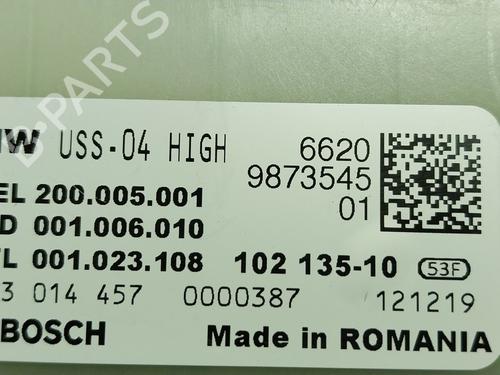 B-PARTS
USS-04 HIGH 6620
9873545
01
EL 200.005.001
D 001.006.010
FL 001.023.108 102 135-10 53F
3 014 457 0000387 121219
BOSCH Made in ROMANIA